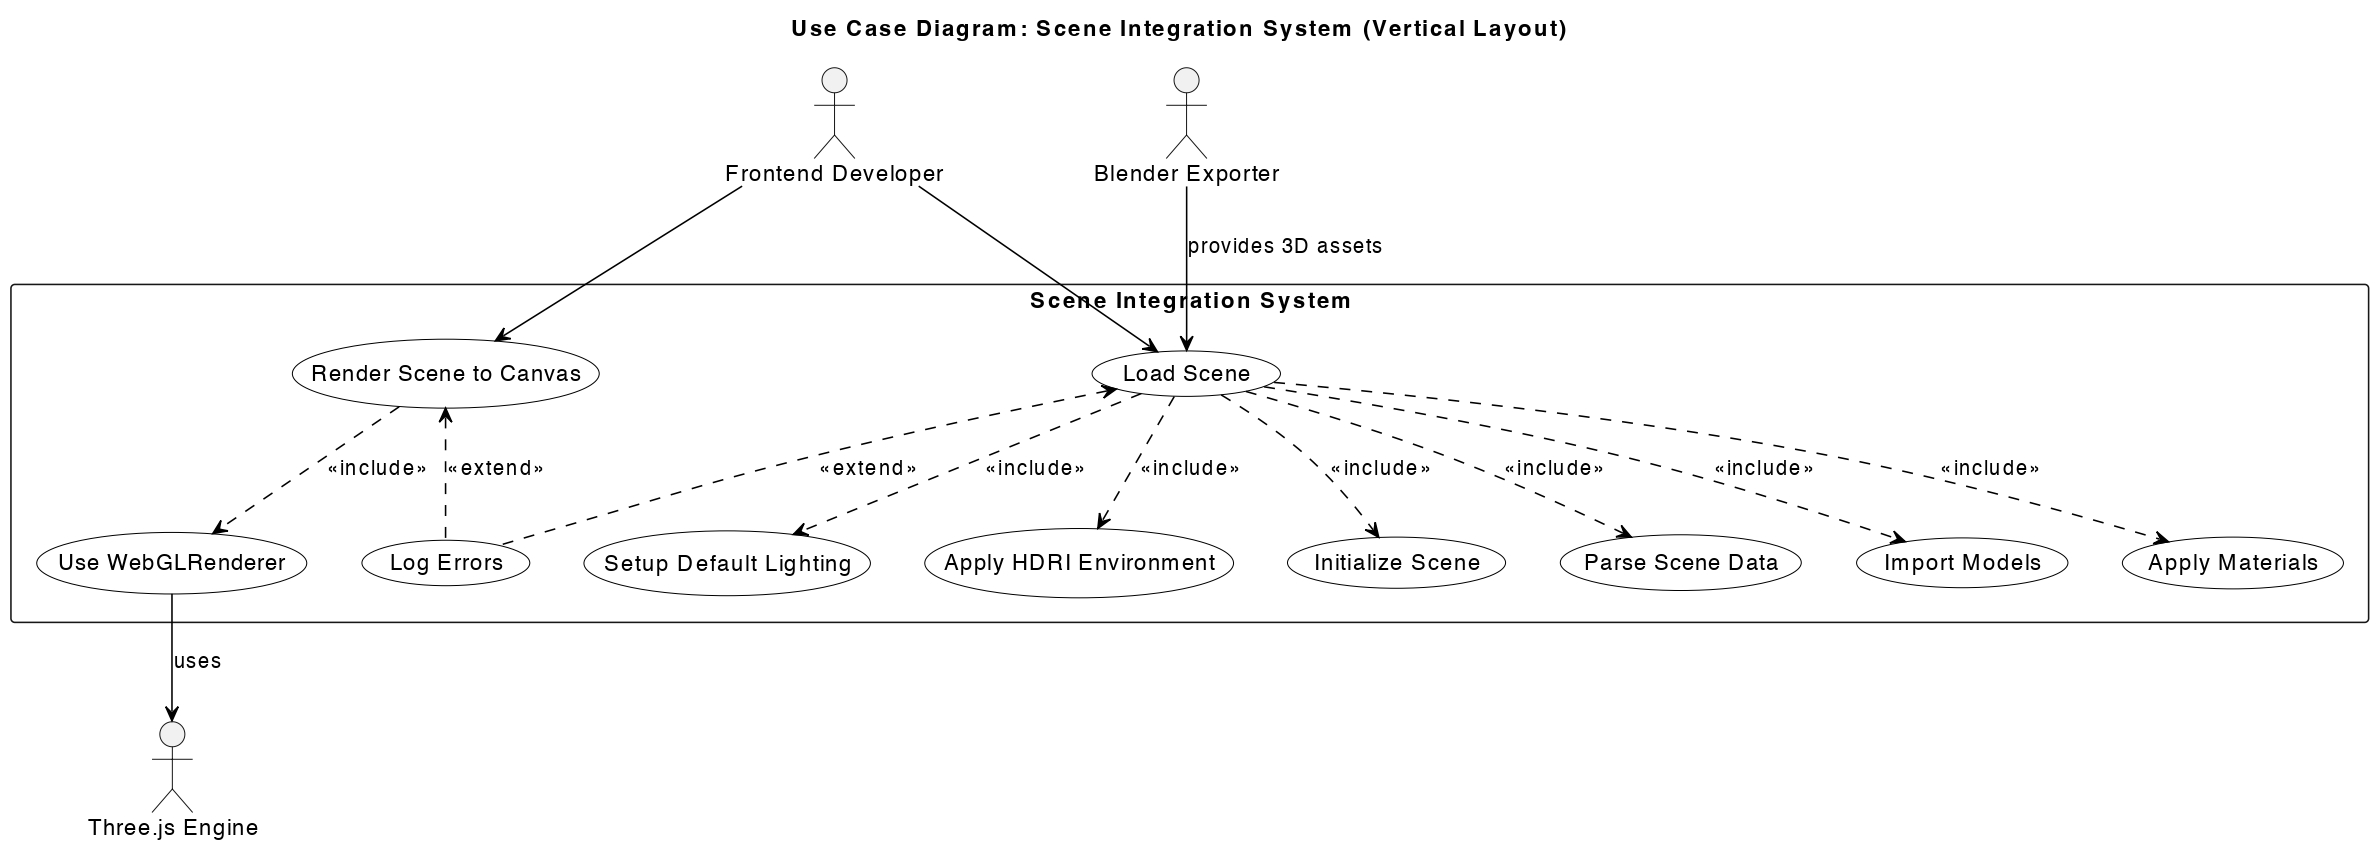 Use Case Diagram: Scene Integration System (Vertical Layout)
Frontend Developer
Blender Exporter
provides 3D assets
Scene Integration System
Render Scene to Canvas
Load Scene
«include»
«extend»
«extend»
«include»
«include»
«include»
«include»
«include»
«include»
Use WebGLRenderer
Log Errors
Setup Default Lighting
Apply HDRI Environment
Initialize Scene
Parse Scene Data
Import Models
Apply Materials
uses
Three.js Engine